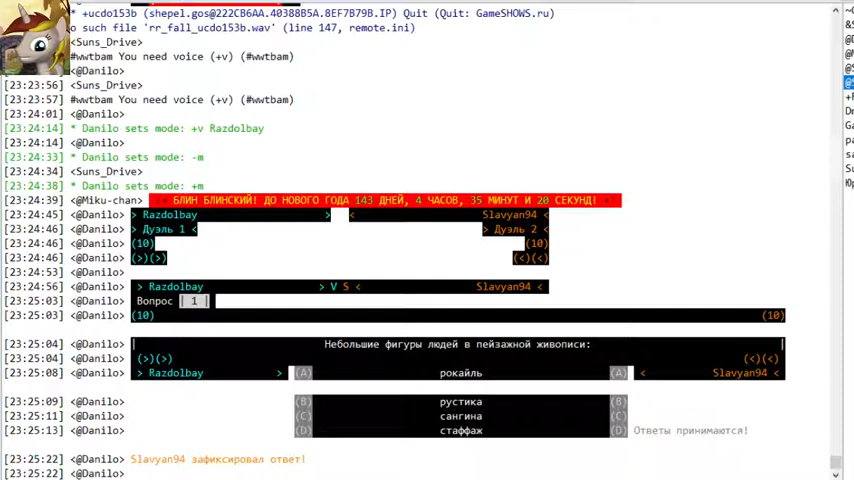 * +ucdo153b (shepel.gos@222CB6AA.40388B5A.8EF7B79B.IP) Quit (Quit: GameSHOWS.ru)
o such file 'rr_fall_ucdo153b.wav' (line 147, remote.ini)
<Suns_Drive>
#wwtbam You need voice (+v) (#wwtbam)
<@Danilo>
[23:23:56] <Suns_Drive>
[23:23:57] #wwtbam You need voice (+v) (#wwtbam)
[23:24:01] <@Danilo>
[23:24:14] * Danilo sets mode: +v Razdolbay
[23:24:14] <@Danilo>
[23:24:33] * Danilo sets mode: -m
[23:24:34] <Suns_Drive>
[23:24:38] * Danilo sets mode: +m
[23:24:39] <@Miku-chan> БЛИН БЛИНСКИЙ! ДО НОВОГО ГОДА 143 ДНЕЙ, 4 ЧАСОВ, 35 МИНУТ И 20 СЕКУНД!
[23:24:45] <@Danilo> > Razdolbay > < Slavyan94 <
[23:24:46] <@Danilo> > Дуэль 1 < > Дуэль 2 <
[23:24:46] <@Danilo> (10) (10)
[23:24:46] <@Danilo> (>)(>) (<)(<)
[23:24:53] <@Danilo>
[23:24:56] <@Danilo> > Razdolbay > V S < Slavyan94 <
[23:25:03] <@Danilo> Вопрос | 1 |
[23:25:03] <@Danilo> (10) (10)
[23:25:04] <@Danilo> | Небольшие фигуры людей в пейзажной живописи: |
[23:25:04] <@Danilo> (>)(>) (<)(<)
[23:25:08] <@Danilo> > Razdolbay > (A) рокайль (A) < Slavyan94 <
[23:25:09] <@Danilo> (B) рустика (B)
[23:25:11] <@Danilo> (C) сангина (C)
[23:25:13] <@Danilo> (D) стаффаж (D) Ответы принимаются!
[23:25:22] <@Danilo> Slavyan94 зафиксировал ответ!
[23:25:24] <@Danilo>